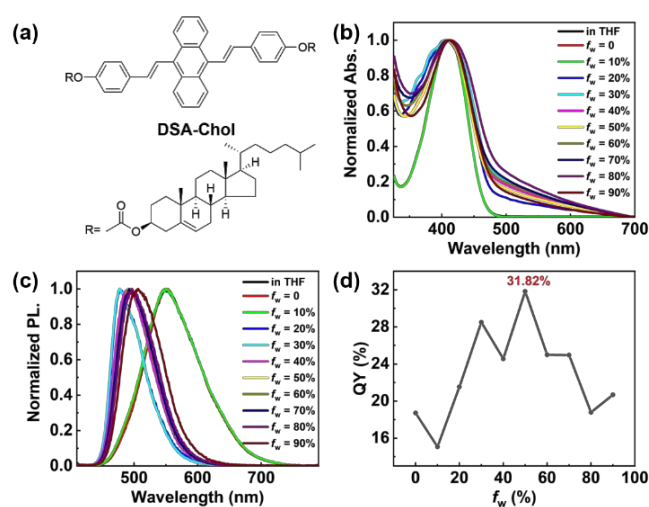 (a)
OR
RO
DSA-Chol
H
H
H
H
R=
O
O
(b)
Normalized Abs.
1.0
0.8
0.6
0.4
0.2
0.0
400
500
600
700
Wavelength (nm)
in THF
fw = 0
fw = 10%
fw = 20%
fw = 30%
fw = 40%
fw = 50%
fw = 60%
fw = 70%
fw = 80%
fw = 90%
(c)
Normalized PL.
1.0
0.8
0.6
0.4
0.2
0.0
500
600
700
Wavelength (nm)
in THF
fw = 0
fw = 10%
fw = 20%
fw = 30%
fw = 40%
fw = 50%
fw = 60%
fw = 70%
fw = 80%
fw = 90%
(d)
31.82%
QY (%)
32
28
24
20
16
0
20
40
60
80
100
fw (%)